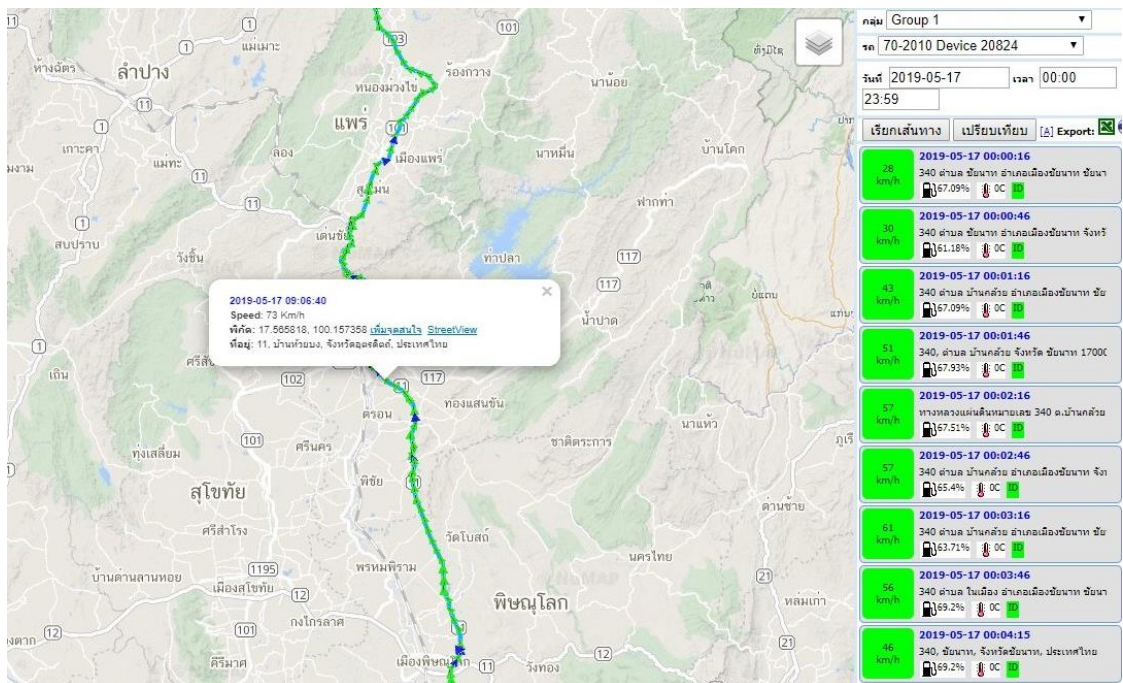 กลุ่ม Group 1
รถ 70-2010 Device 20824
วันที่ 2019-05-17 เวลา 00:00
23:59
เรียกเส้นทาง เปรียบเทียบ [A] Export:
28 km/h
2019-05-17 00:00:16
340 ตำบล ชัยนาท อำเภอเมืองชัยนาท ชัยนา
67.09% 0C ID
30 km/h
2019-05-17 00:00:46
340 ตำบล ชัยนาท อำเภอเมืองชัยนาท จังหวั
61.18% 0C ID
43 km/h
2019-05-17 00:01:16
340 ตำบล บ้านกล้วย อำเภอเมืองชัยนาท ชัย
67.09% 0C ID
51 km/h
2019-05-17 00:01:46
340, ตำบล บ้านกล้วย จังหวัด ชัยนาท 17000
67.93% 0C ID
57 km/h
2019-05-17 00:02:16
ทางหลวงแผ่นดินหมายเลข 340 ต.บ้านกล้วย
67.51% 0C ID
57 km/h
2019-05-17 00:02:46
340 ตำบล บ้านกล้วย อำเภอเมืองชัยนาท จัง
65.4% 0C ID
61 km/h
2019-05-17 00:03:16
340 ตำบล บ้านกล้วย อำเภอเมืองชัยนาท ชัย
63.71% 0C ID
56 km/h
2019-05-17 00:03:46
340 ตำบล ในเมือง อำเภอเมืองชัยนาท ชัยนา
69.2% 0C ID
46 km/h
2019-05-17 00:04:15
340, ชัยนาท, จังหวัดชัยนาท, ประเทศไทย
69.2% 0C ID
2019-05-17 09:06:40
Speed: 73 Km/h
พิกัด: 17.565818, 100.157358 เพิ่มจุดสนใจ StreetView
ที่อยู่: 11, บ้านห้วยบง, จังหวัดอุตรดิตถ์, ประเทศไทย
11
101
1
แม่เมาะ
103
ห้างฉัตร
ลำปาง
ร้องกวาง
หนองม่วงไข่
นาน้อย
11
แพร่
101
1
เกาะคา
ลอง
เมืองแพร่
นาหมื่น
บ้านโคก
แม่ทะ
11
สูงเม่น
ฟากท่า
11
1
สบปราบ
เด่นชัย
วังชิ้น
ท่าปลา
117
117
น้ำปาด
1
เถิน
102
11
117
ตรอน
ทองแสนขัน
นาแห้ว
101
ศรีนคร
ชาติตระการ
ทุ่งเสลี่ยม
1
สุโขทัย
พิชัย
11
ด่านซ้าย
ศรีสำโรง
วัดโบสถ์
นครไทย
1195
พรหมพิราม
บ้านด่านลานหอย
เมืองสุโขทัย
12
21
พิษณุโลก
หล่มเก่า
12
101
กงไกรลาศ
11
21
คีรีมาศ
11
วังทอง
12